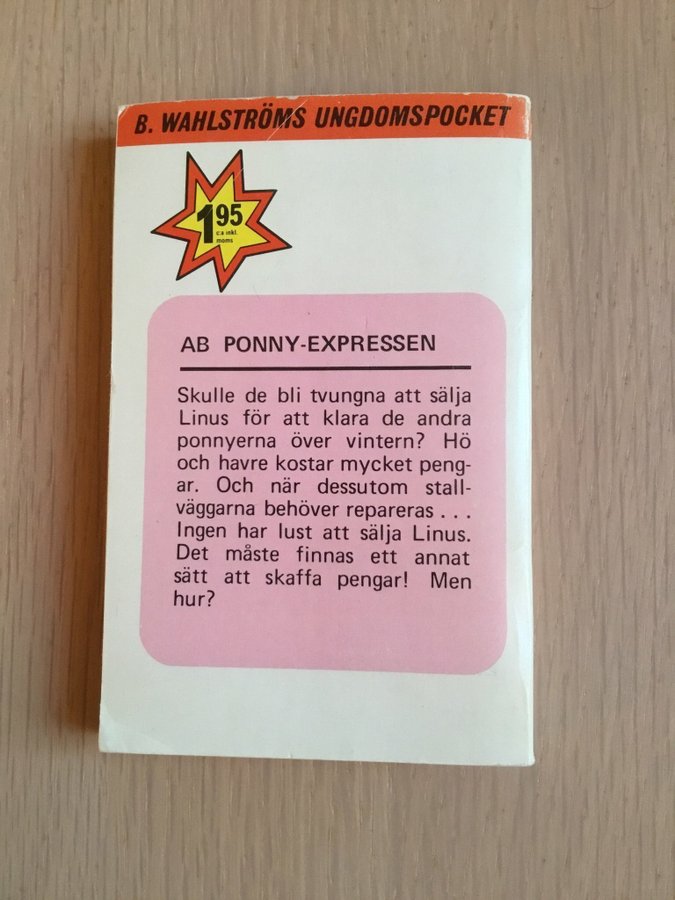 B. WAHLSTRÖMS UNGDOMSPOCKET
1 95
c:a inkl.
moms
AB PONNY-EXPRESSEN
Skulle de bli tvungna att sälja
Linus för att klara de andra
ponnyerna över vintern? Hö
och havre kostar mycket peng-
ar. Och när dessutom stall-
väggarna behöver repareras . . .
Ingen har lust att sälja Linus.
Det måste finnas ett annat
sätt att skaffa pengar! Men
hur?